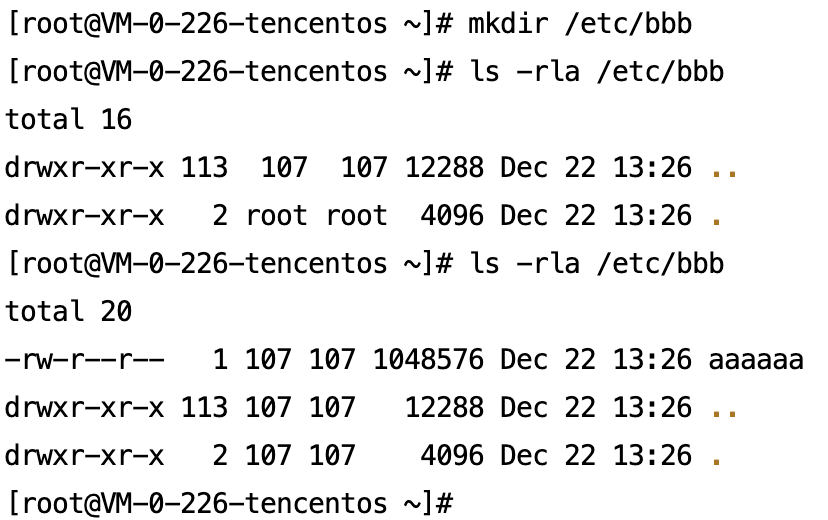 [root@VM-0-226-tencentos ~]# mkdir /etc/bbb
[root@VM-0-226-tencentos ~]# ls -rla /etc/bbb
total 16
drwxr-xr-x 113  107  107 12288 Dec 22 13:26 ..
drwxr-xr-x   2 root root  4096 Dec 22 13:26 .
[root@VM-0-226-tencentos ~]# ls -rla /etc/bbb
total 20
-rw-r--r--   1 107 107 1048576 Dec 22 13:26 aaaaaa
drwxr-xr-x 113 107 107   12288 Dec 22 13:26 ..
drwxr-xr-x   2 107 107    4096 Dec 22 13:26 .
[root@VM-0-226-tencentos ~]#